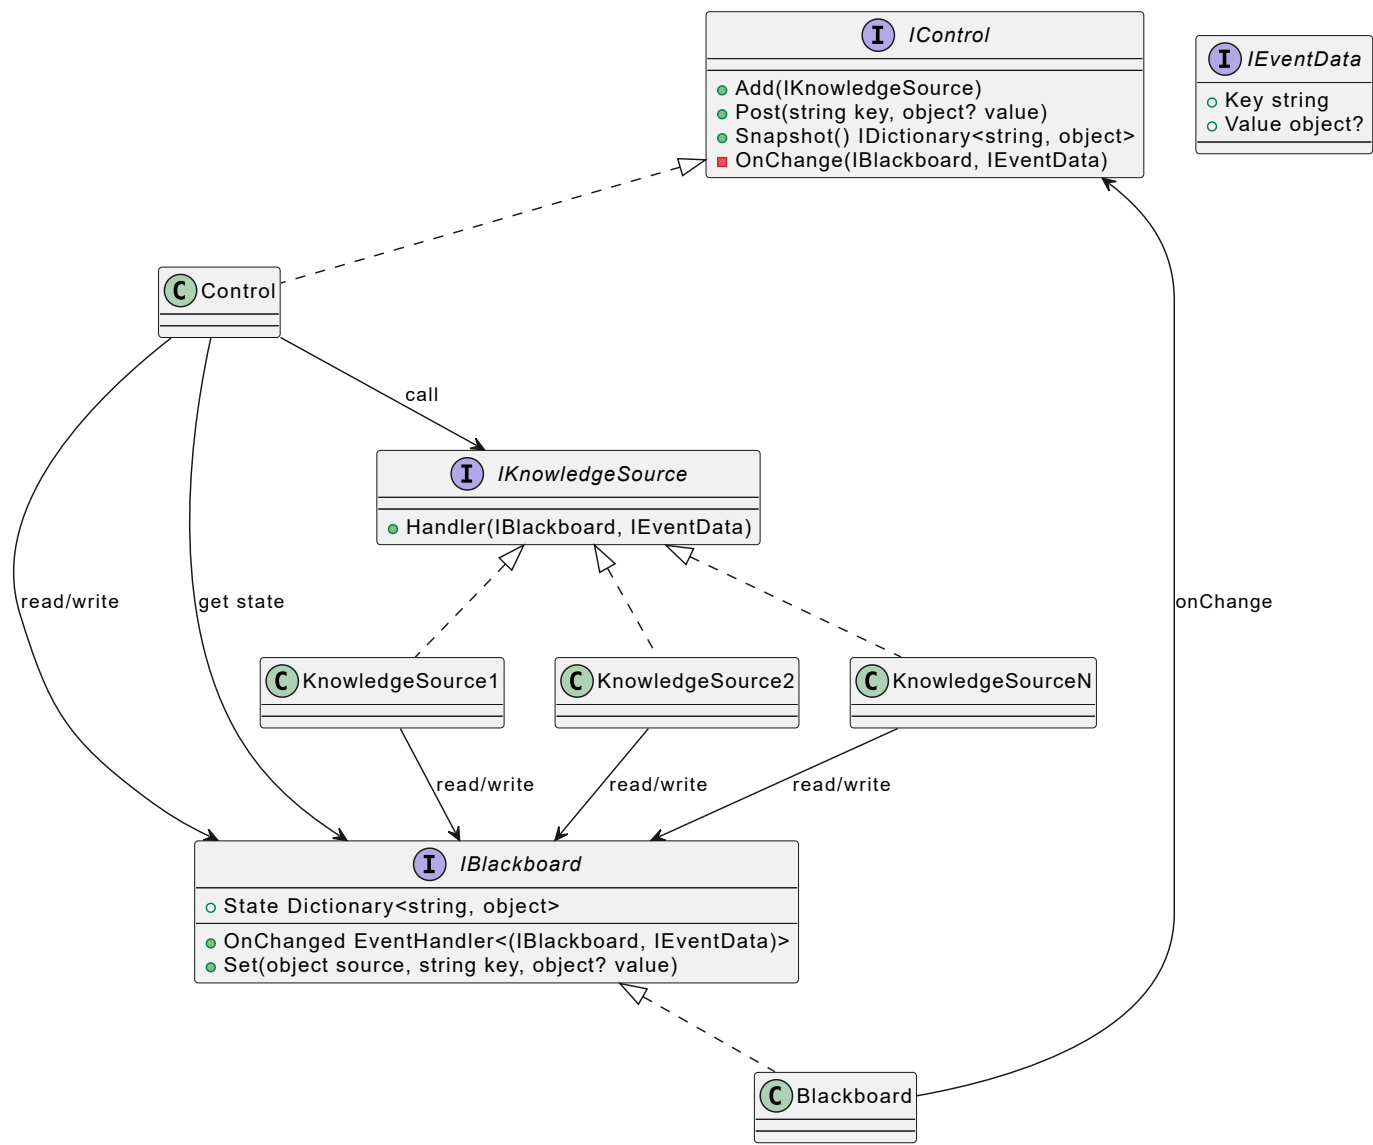 I IControl
Add(IKnowledgeSource)
Post(string key, object? value)
Snapshot() IDictionary<string, object>
OnChange(IBlackboard, IEventData)
I IEventData
Key string
Value object?
C Control
call
I IKnowledgeSource
Handler(IBlackboard, IEventData)
read/write
get state
onChange
C KnowledgeSource1
C KnowledgeSource2
C KnowledgeSourceN
read/write
read/write
read/write
I IBlackboard
State Dictionary<string, object>
OnChanged EventHandler<(IBlackboard, IEventData)>
Set(object source, string key, object? value)
C Blackboard